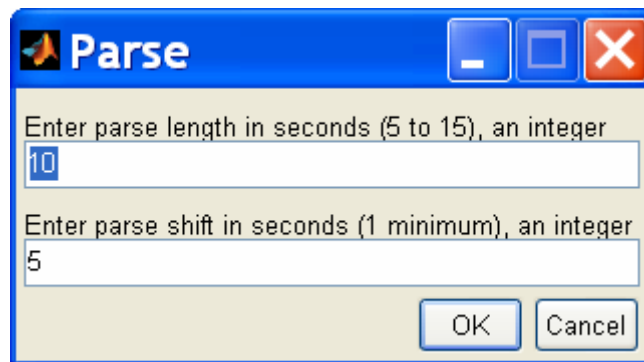 Parse
Enter parse length in seconds (5 to 15), an integer
10
Enter parse shift in seconds (1 minimum), an integer
5
OK Cancel